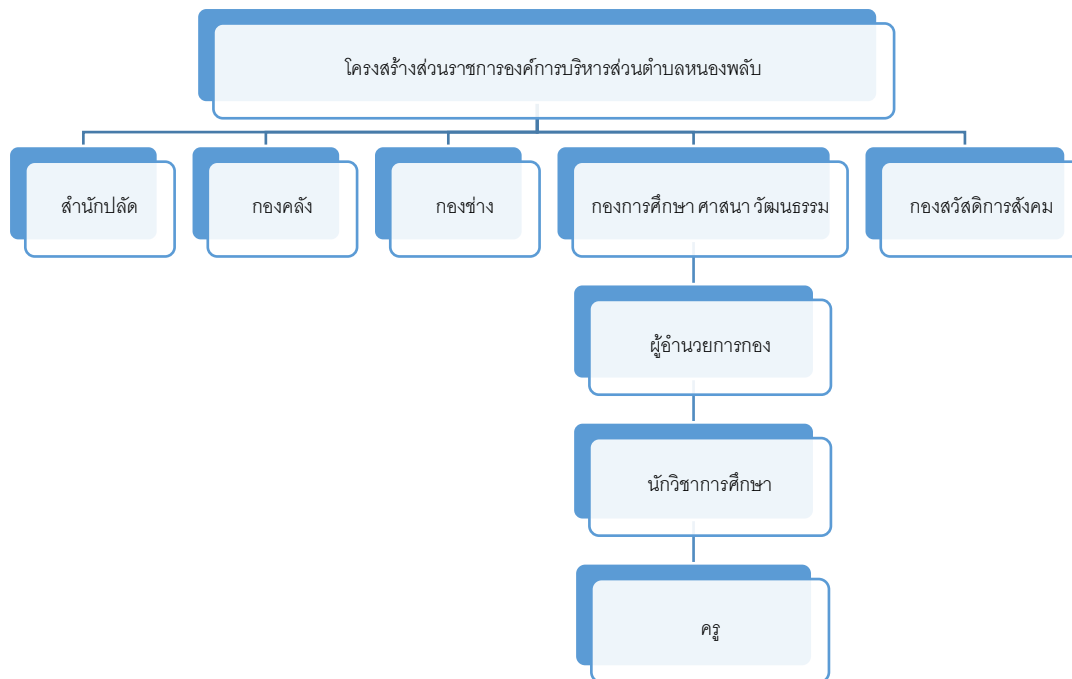 โครงสร้างส่วนราชการองค์การบริหารส่วนตำบลหนองพลับ
สำนักปลัด
กองคลัง
กองช่าง
กองการศึกษา ศาสนา วัฒนธรรม
กองสวัสดิการสังคม
ผู้อำนวยการกอง
นักวิชาการศึกษา
ครู